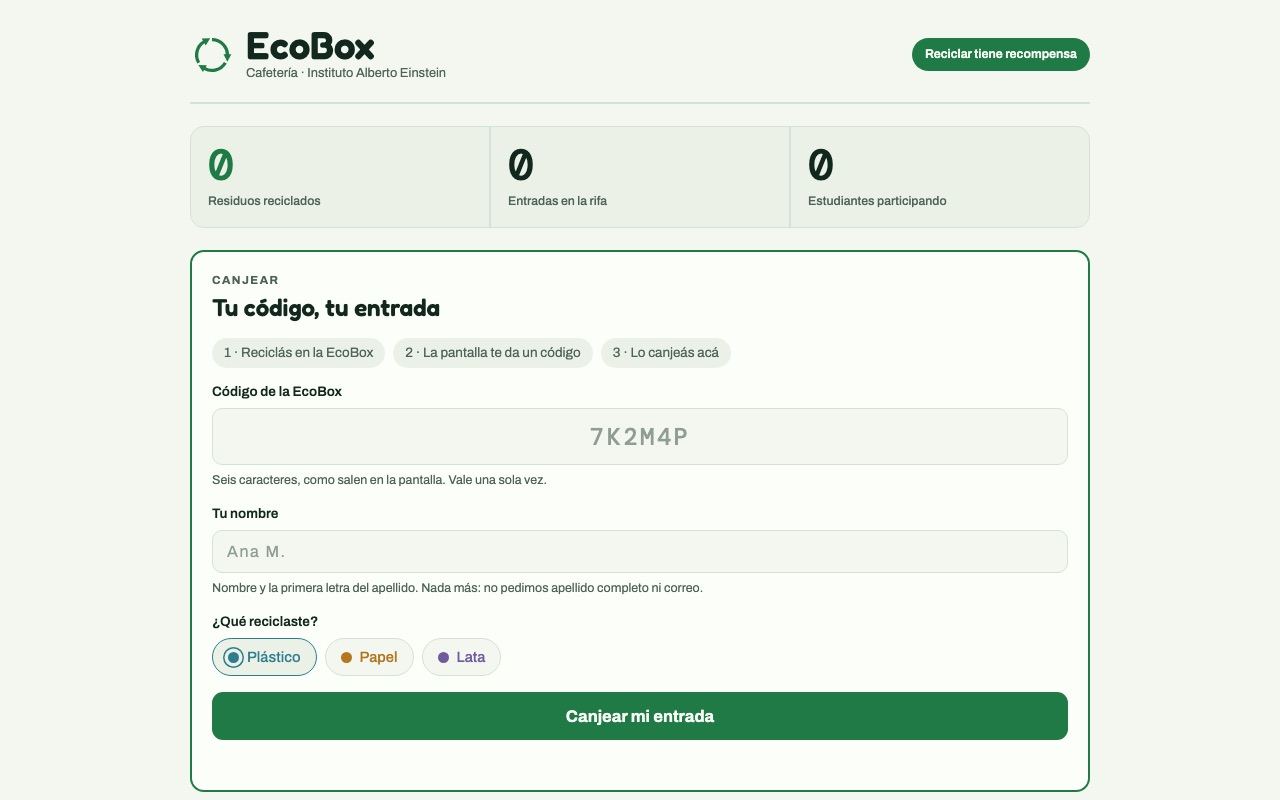 EcoBox
Cafetería · Instituto Alberto Einstein
Reciclar tiene recompensa
0
Residuos reciclados
0
Entradas en la rifa
0
Estudiantes participando
CANJEAR
Tu código, tu entrada
1 · Reciclás en la EcoBox
2 · La pantalla te da un código
3 · Lo canjeás acá
Código de la EcoBox
7K2M4P
Seis caracteres, como salen en la pantalla. Vale una sola vez.
Tu nombre
Ana M.
Nombre y la primera letra del apellido. Nada más: no pedimos apellido completo ni correo.
¿Qué reciclaste?
Plástico
Papel
Lata
Canjear mi entrada